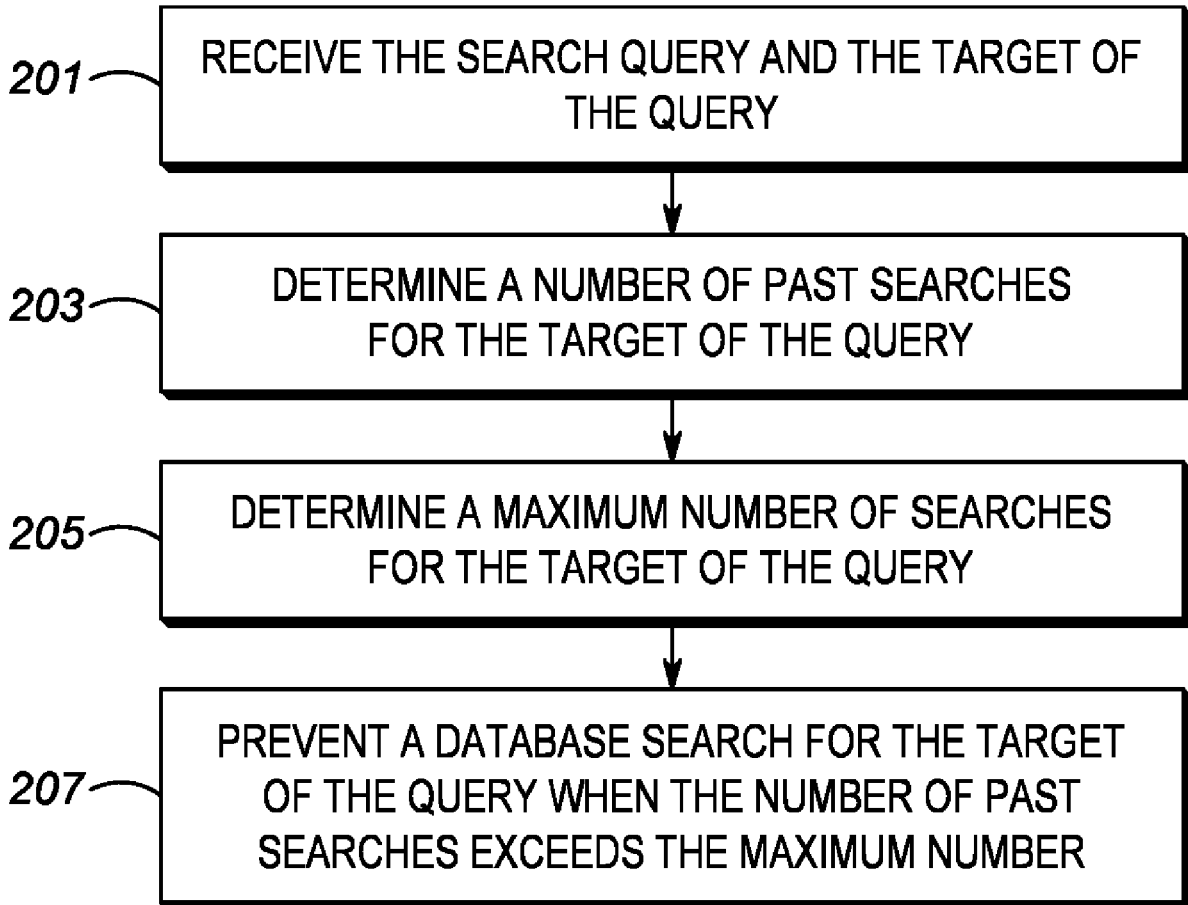 201
RECEIVE THE SEARCH QUERY AND THE TARGET OF
THE QUERY
203
DETERMINE A NUMBER OF PAST SEARCHES
FOR THE TARGET OF THE QUERY
205
DETERMINE A MAXIMUM NUMBER OF SEARCHES
FOR THE TARGET OF THE QUERY
207
PREVENT A DATABASE SEARCH FOR THE TARGET
OF THE QUERY WHEN THE NUMBER OF PAST
SEARCHES EXCEEDS THE MAXIMUM NUMBER